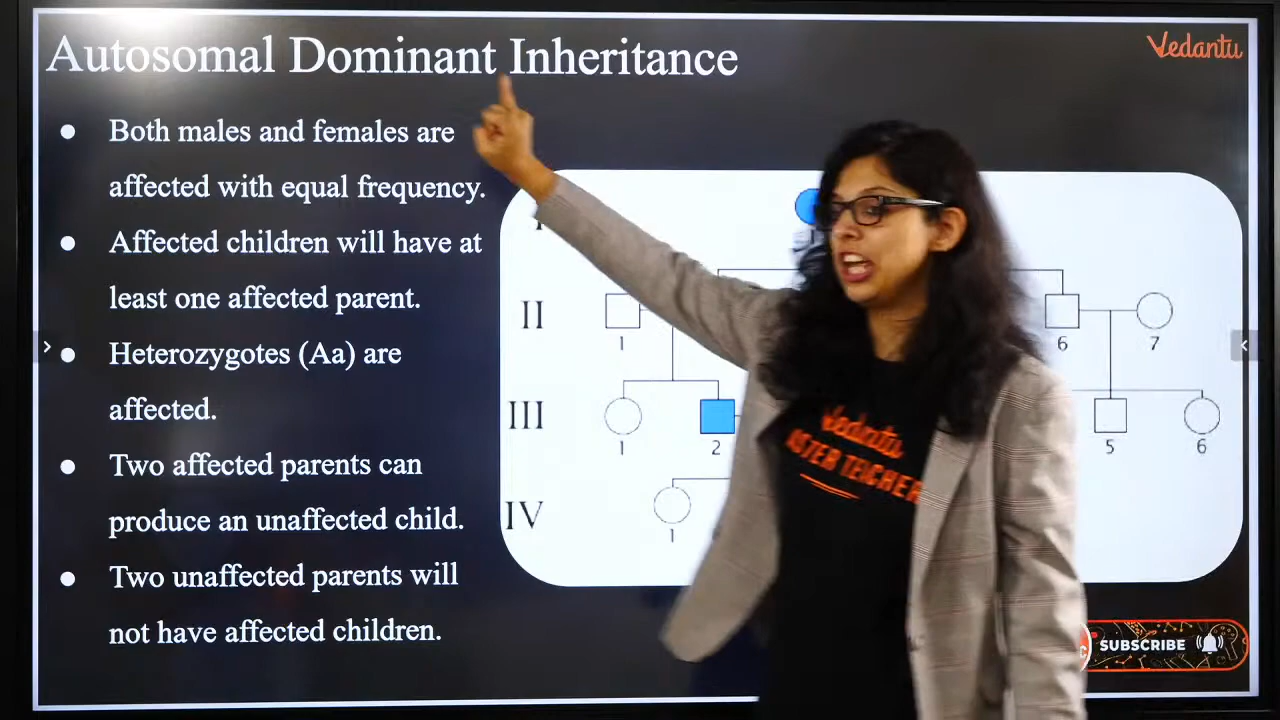 Autosomal Dominant Inheritance
Vedantu
● Both males and females are
affected with equal frequency.
● Affected children will have at
least one affected parent.
● Heterozygotes (Aa) are
affected.
● Two affected parents can
produce an unaffected child.
● Two unaffected parents will
not have affected children.
II
1
6
7
III
1
2
5
6
IV
1
Vedantu
TEACHER
SUBSCRIBE